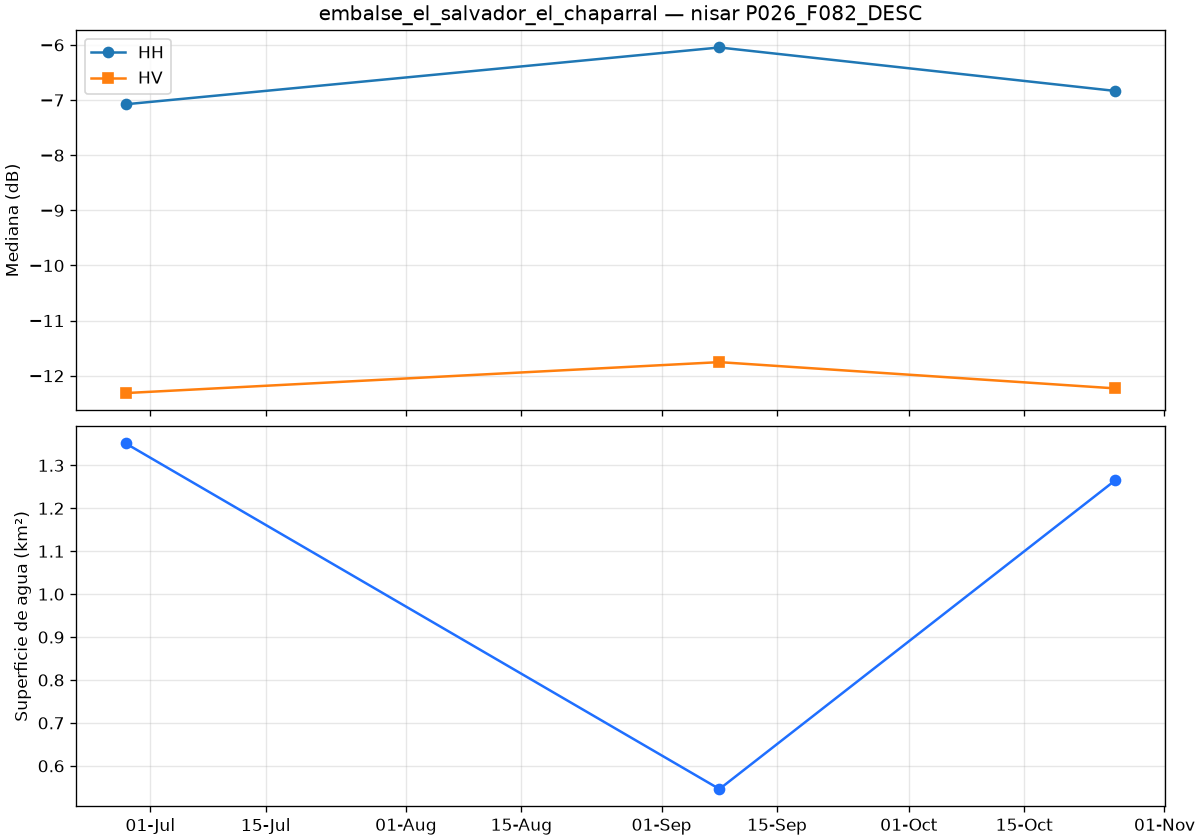 embalse_el_salvador_el_chaparral — nisar P026_F082_DESC
HH
HV
Mediana (dB)
−6
−7
−8
−9
−10
−11
−12
Superficie de agua (km²)
1.3
1.2
1.1
1.0
0.9
0.8
0.7
0.6
01-Jul 15-Jul 01-Aug 15-Aug 01-Sep 15-Sep 01-Oct 15-Oct 01-Nov